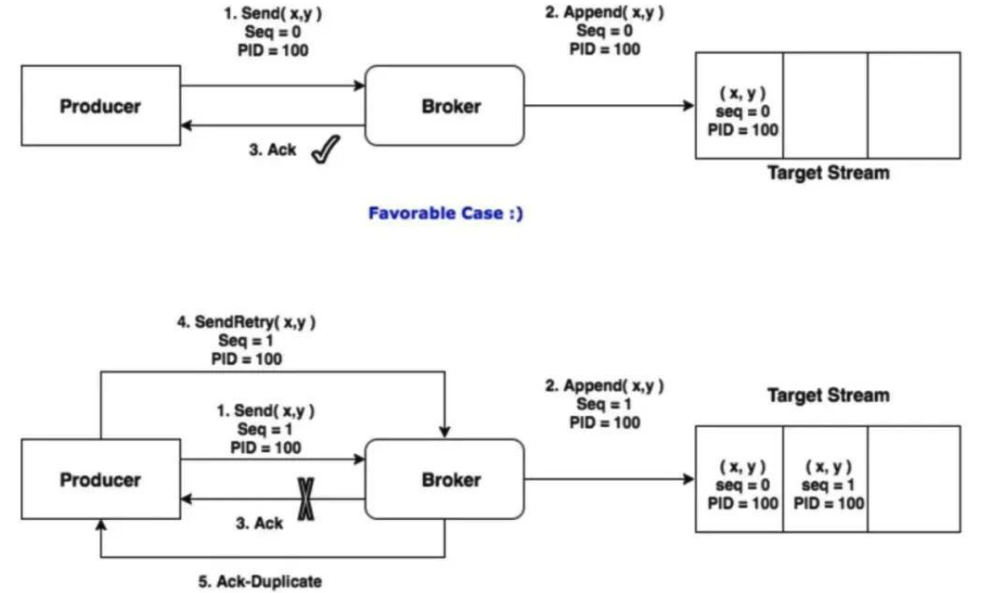 1. Send( x,y )
Seq = 0
PID = 100
2. Append( x,y )
Seq = 0
PID = 100
Producer
Broker
( x, y )
seq = 0
PID = 100
3. Ack
Target Stream
Favorable Case :)
4. SendRetry( x,y )
Seq = 1
PID = 100
1. Send( x,y )
Seq = 1
PID = 100
2. Append( x,y )
Seq = 1
PID = 100
Target Stream
Producer
Broker
( x, y )
seq = 0
PID = 100
( x, y )
seq = 1
PID = 100
3. Ack
5. Ack-Duplicate